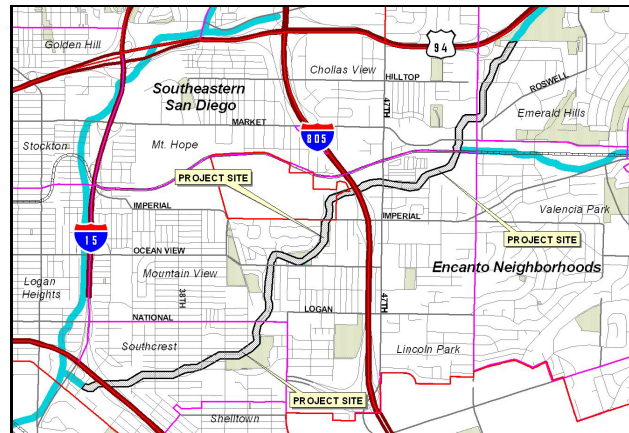 Golden Hill
94
Chollas View
HILLTOP
ROSWELL
Southeastern
San Diego
47TH
MARKET
Emerald Hills
805
Stockton
Mt. Hope
PROJECT SITE
IMPERIAL
IMPERIAL
Valencia Park
15
PROJECT SITE
OCEAN VIEW
Encanto Neighborhoods
Mountain View
Logan
Heights
38TH
47TH
LOGAN
NATIONAL
Southcrest
Lincoln Park
PROJECT SITE
Shelltown